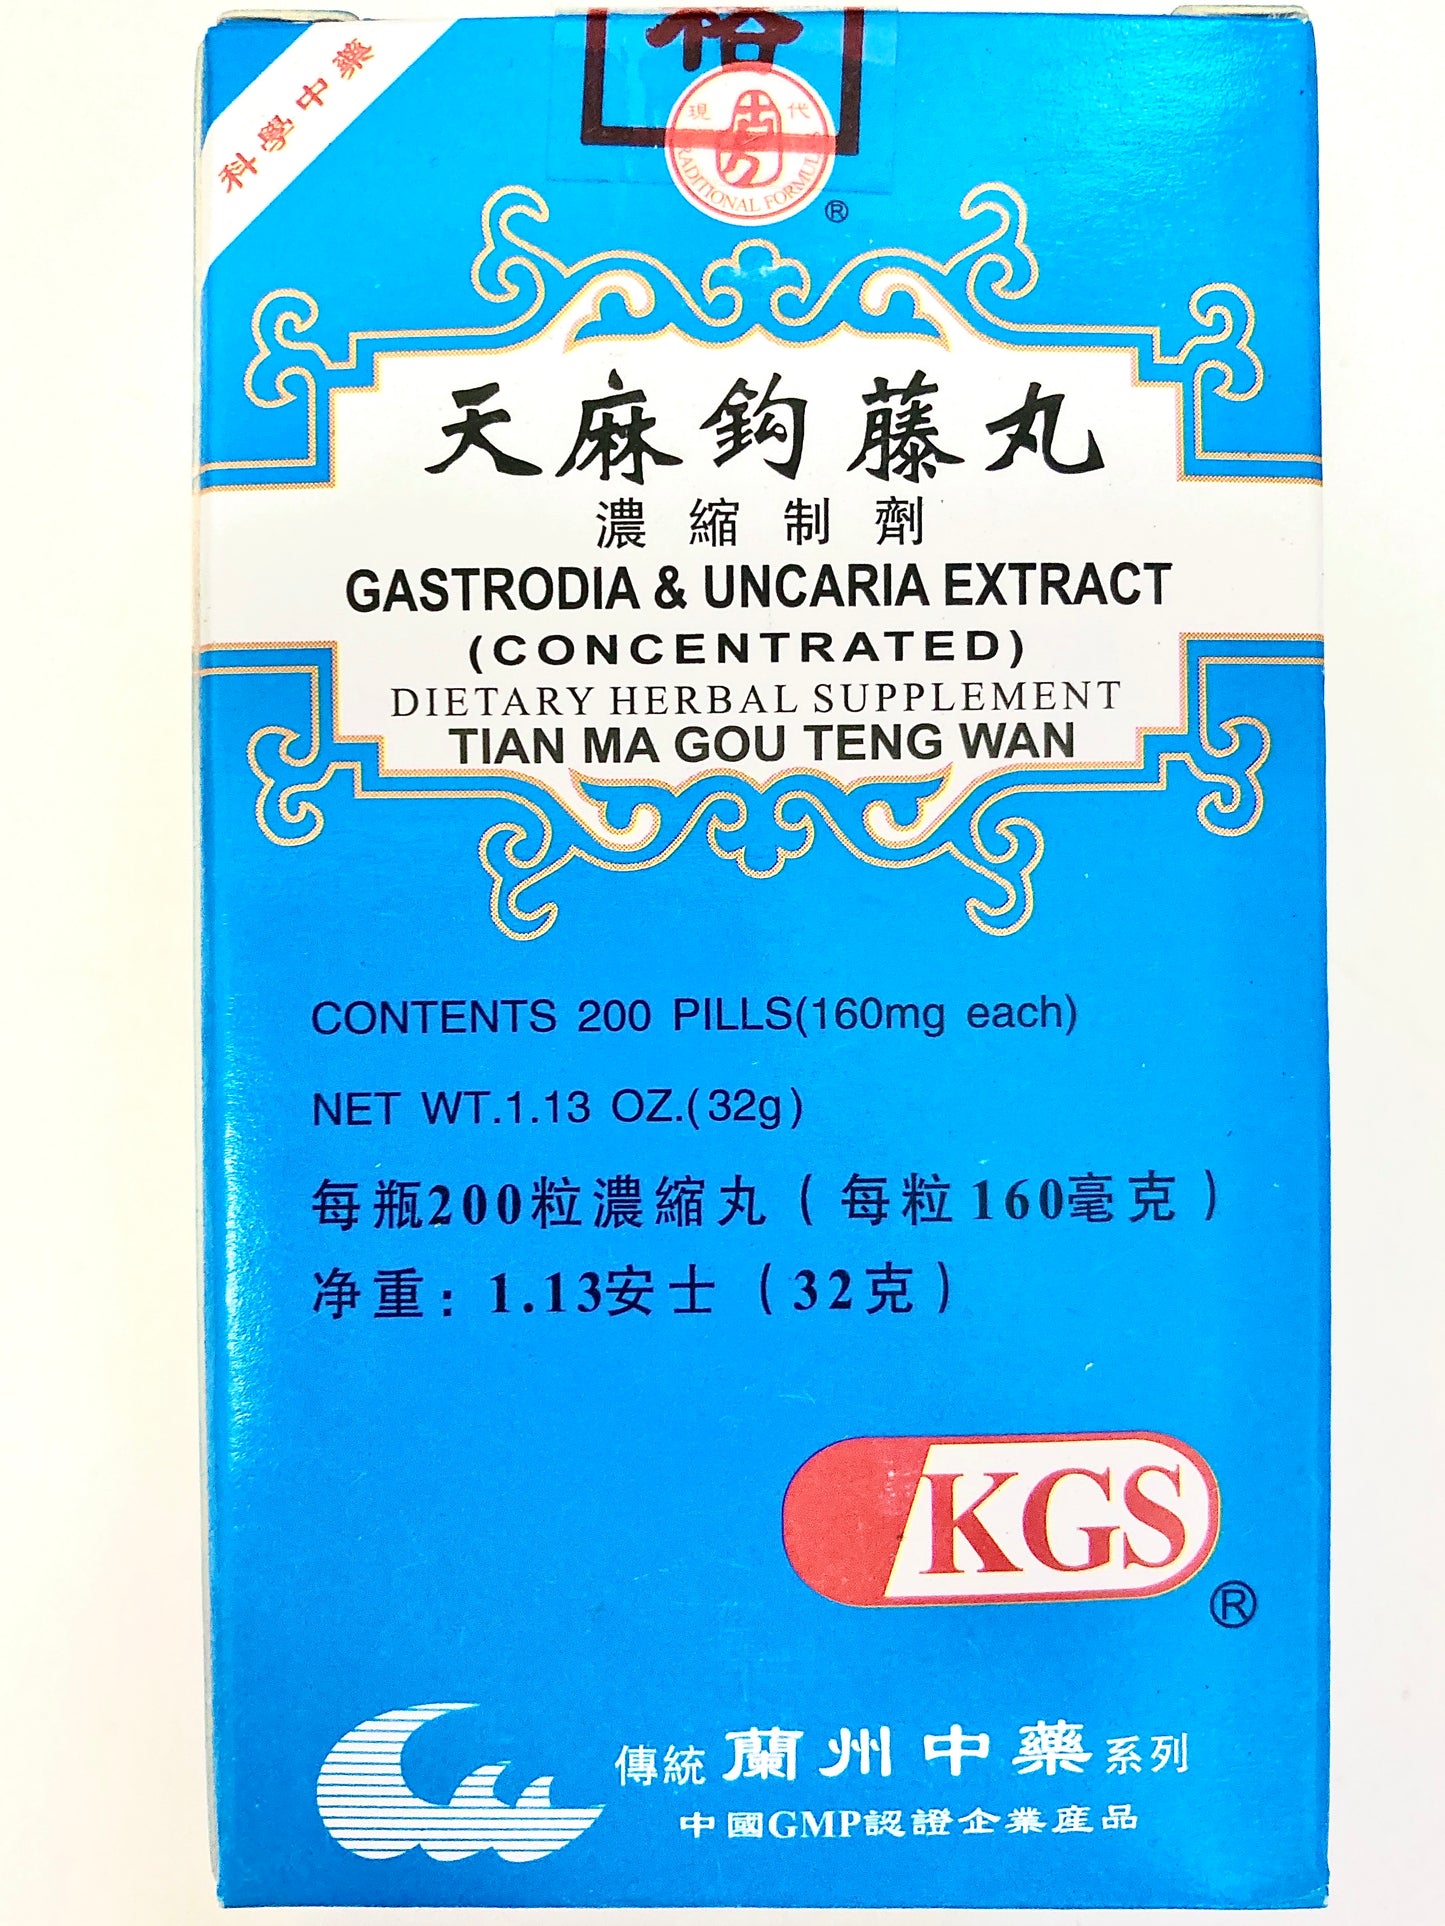 裕
科學中藥
現代
TRADITIONAL FORMULAS
®
天麻鈎藤丸
濃縮制劑
GASTRODIA & UNCARIA EXTRACT
(CONCENTRATED)
DIETARY HERBAL SUPPLEMENT
TIAN MA GOU TENG WAN
CONTENTS 200 PILLS(160mg each)
NET WT.1.13 OZ.(32g)
每瓶200粒濃縮丸（每粒160毫克）
净重：1.13安士（32克）
KGS
®
傳統蘭州中藥系列
中國GMP認證企業産品